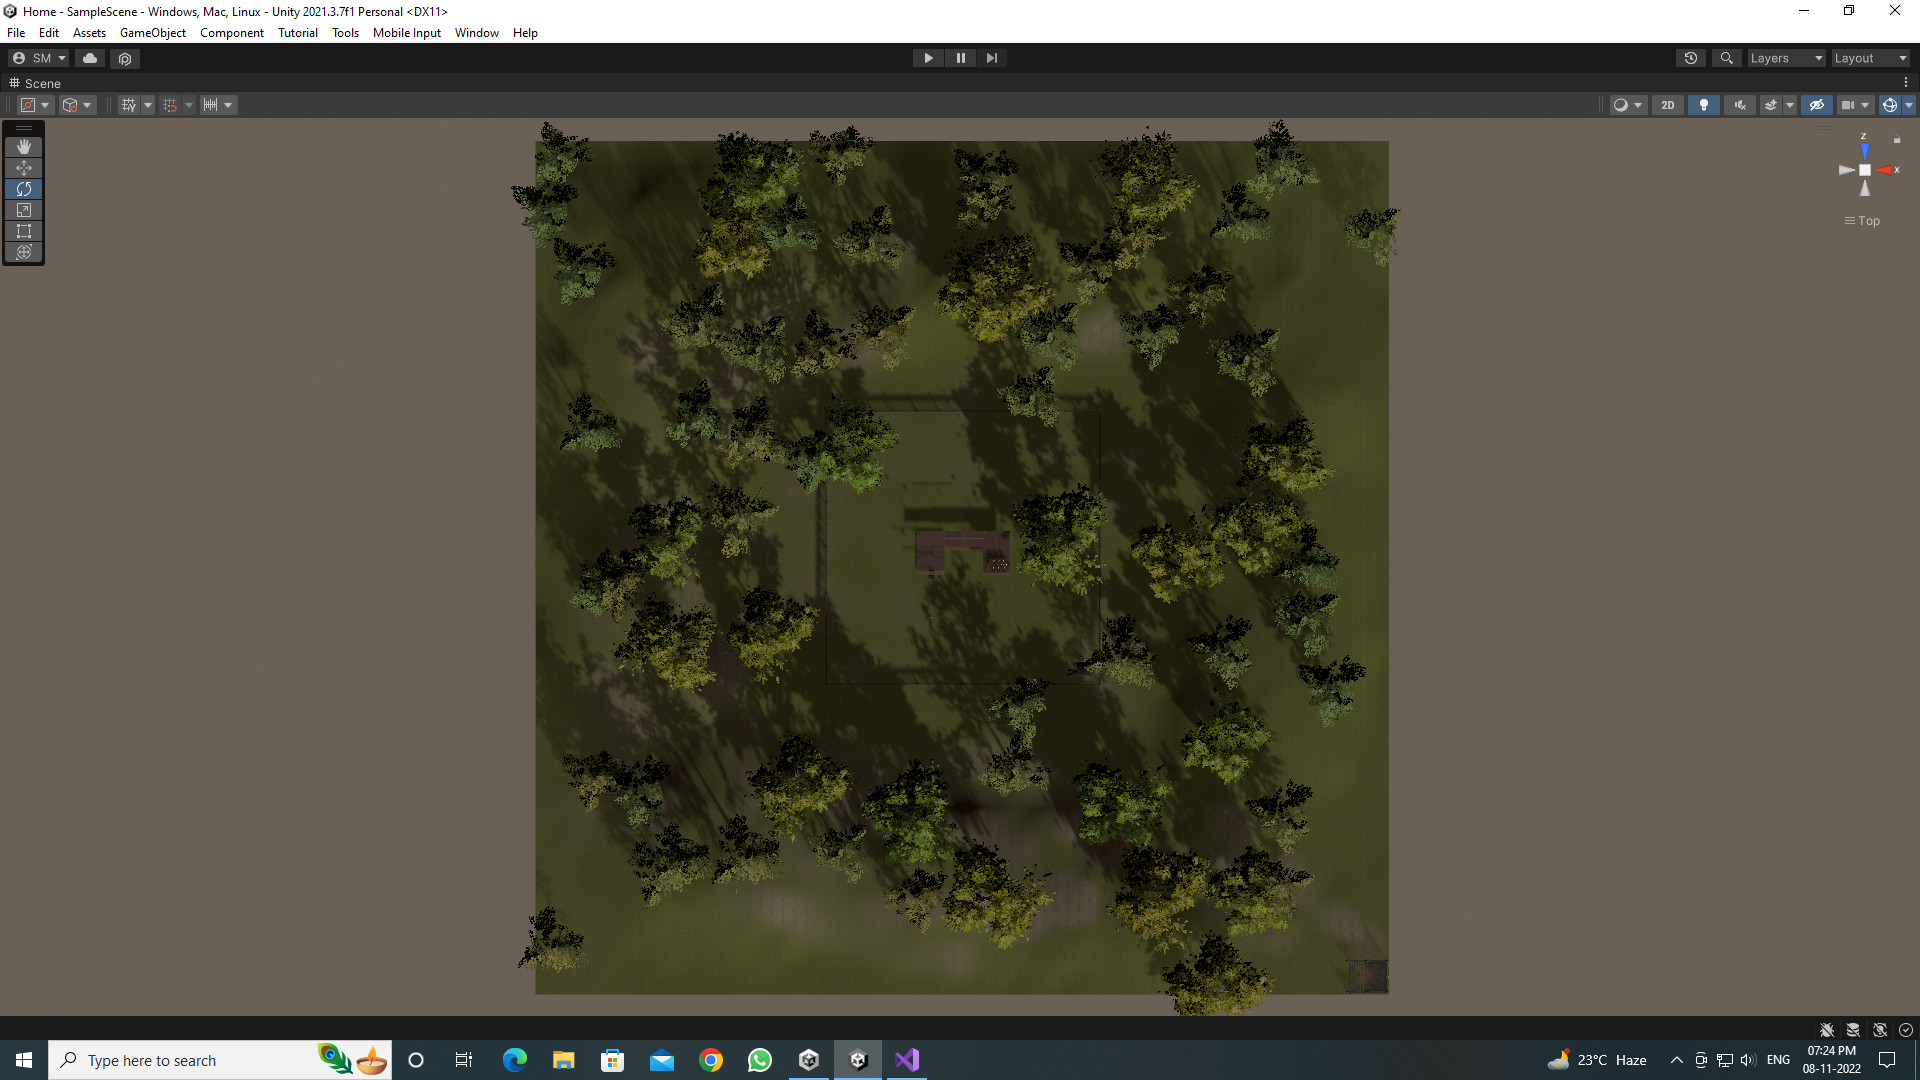 Home - SampleScene - Windows, Mac, Linux - Unity 2021.3.7f1 Personal <DX11>
File Edit Assets GameObject Component Tutorial Tools Mobile Input Window Help
SM Layers Layout
Scene
2D
z
x
Top
Type here to search
23°C Haze
ENG
07:24 PM
08-11-2022